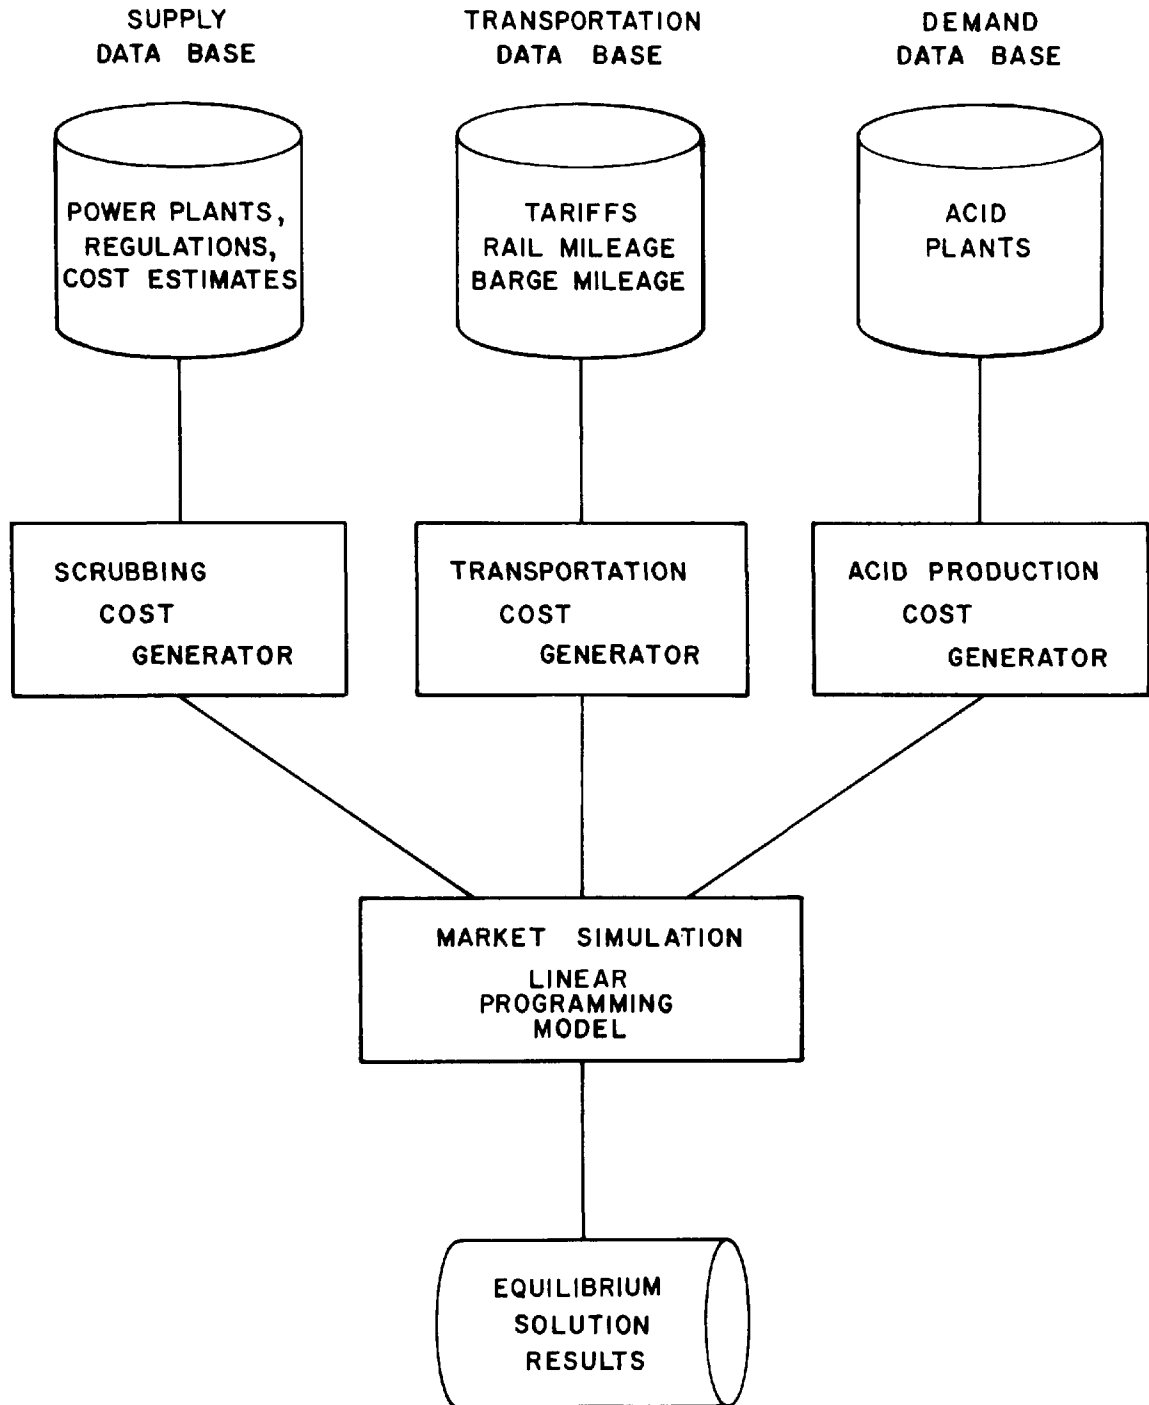 SUPPLY
DATA BASE
TRANSPORTATION
DATA BASE
DEMAND
DATA BASE
POWER PLANTS,
REGULATIONS,
COST ESTIMATES
TARIFFS
RAIL MILEAGE
BARGE MILEAGE
ACID
PLANTS
SCRUBBING
COST
GENERATOR
TRANSPORTATION
COST
GENERATOR
ACID PRODUCTION
COST
GENERATOR
MARKET SIMULATION
LINEAR
PROGRAMMING
MODEL
EQUILIBRIUM
SOLUTION
RESULTS